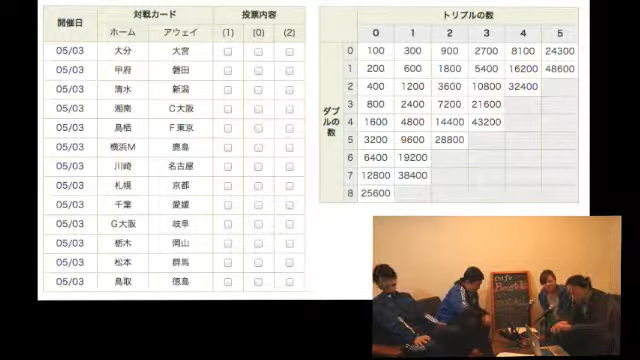 開催日 対戦カード 投票内容
ホーム アウェイ (1) (0) (2)
05/03 大分 大宮
05/03 甲府 磐田
05/03 清水 新潟
05/03 湘南 C大阪
05/03 鳥栖 F東京
05/03 横浜M 鹿島
05/03 川崎 名古屋
05/03 札幌 京都
05/03 千葉 愛媛
05/03 G大阪 岐阜
05/03 栃木 岡山
05/03 松本 群馬
05/03 鳥取 徳島
トリプルの数
0 1 2 3 4 5
ダブルの数
0 100 300 900 2700 8100 24300
1 200 600 1800 5400 16200 48600
2 400 1200 3600 10800 32400
3 800 2400 7200 21600
4 1600 4800 14400 43200
5 3200 9600 28800
6 6400 19200
7 12800 38400
8 25600
cafe